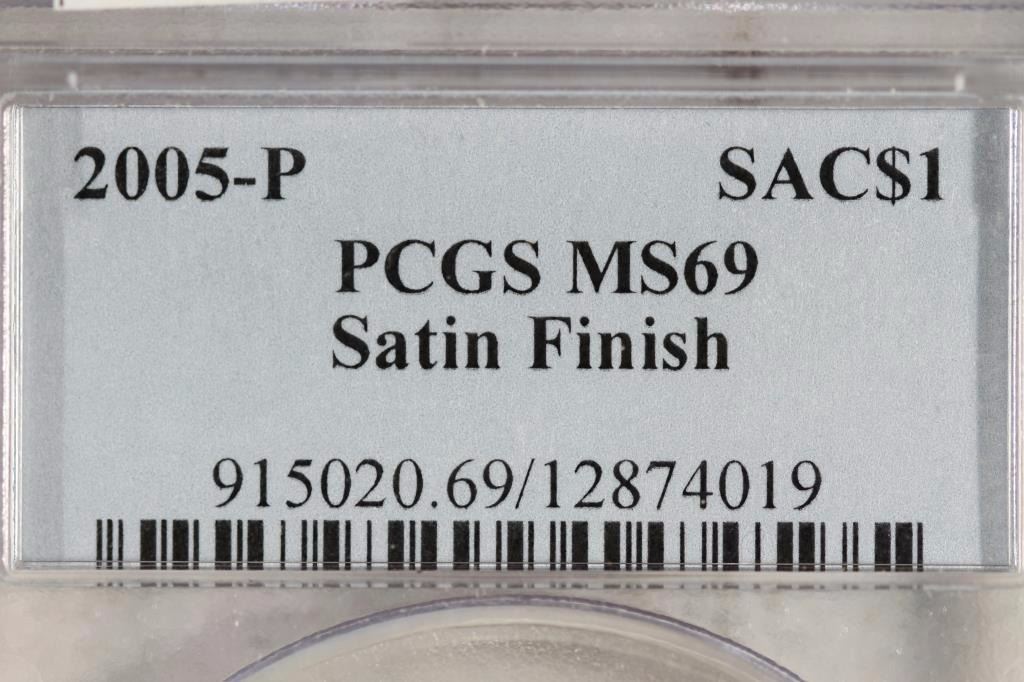 2005-P SAC$1
PCGS MS69
Satin Finish
915020.69/12874019